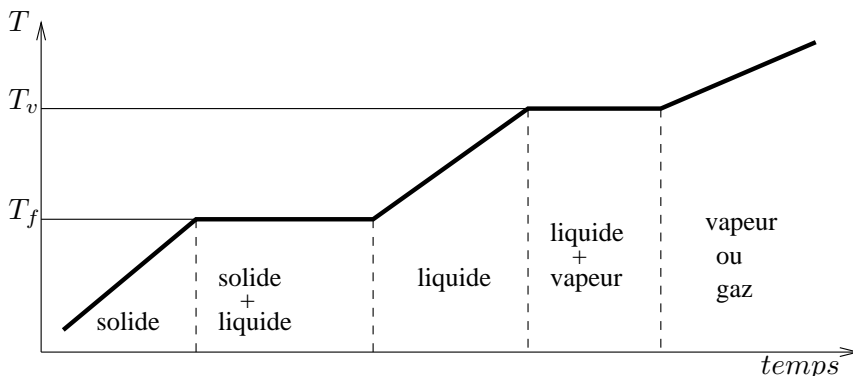 T
T_v
T_f
solide
solide
+
liquide
liquide
liquide
+
vapeur
vapeur
ou
gaz
temps